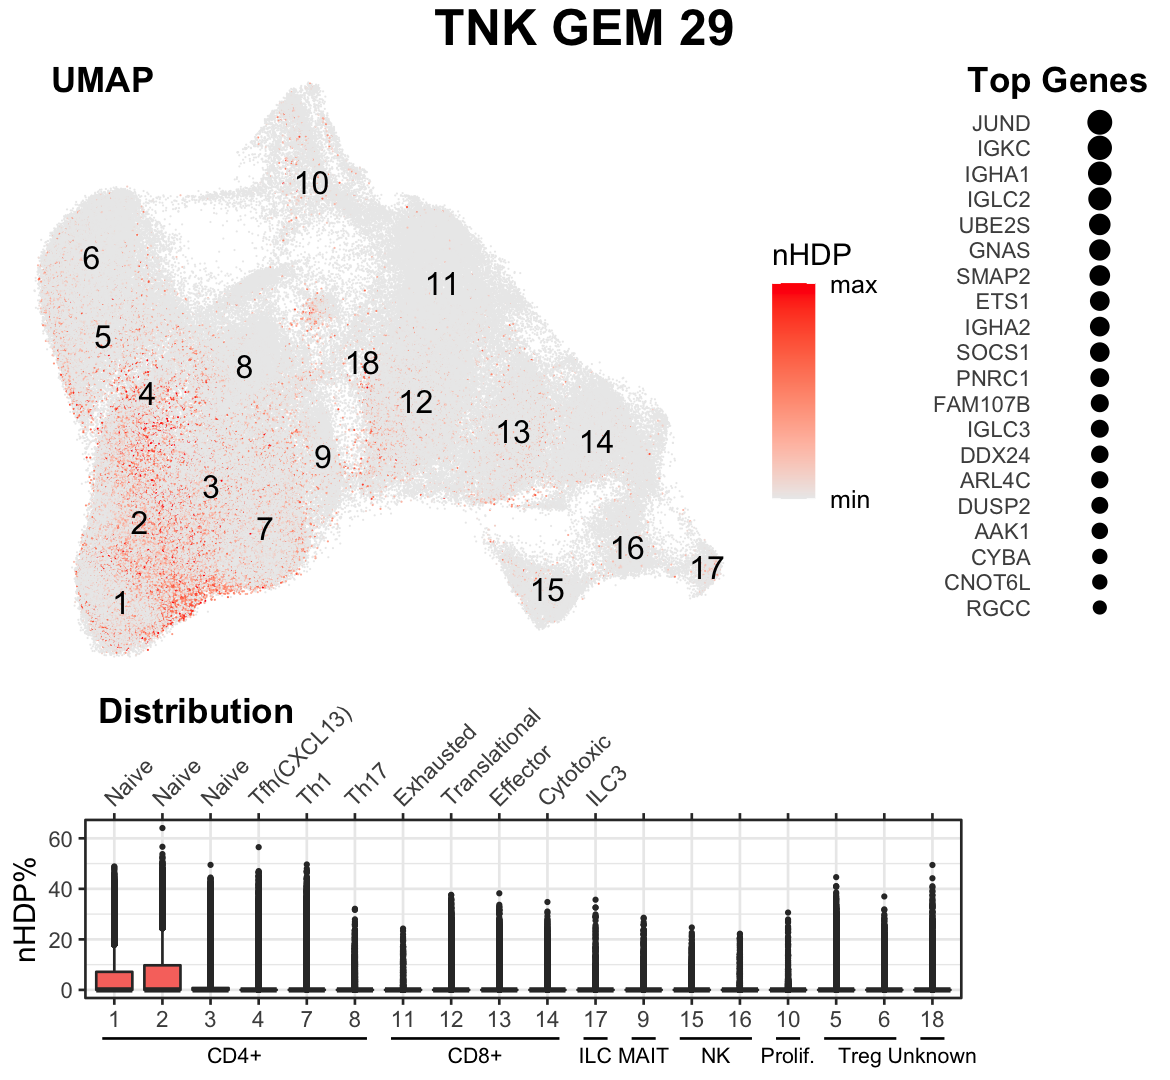 TNK GEM 29
UMAP
10
6
11
5
8
18
4
12
13
14
9
3
2
7
16
17
15
1
nHDP
max
min
Top Genes
JUND
IGKC
IGHA1
IGLC2
UBE2S
GNAS
SMAP2
ETS1
IGHA2
SOCS1
PNRC1
FAM107B
IGLC3
DDX24
ARL4C
DUSP2
AAK1
CYBA
CNOT6L
RGCC
Distribution
Naive
Naive
Naive
Tfh(CXCL13)
Th1
Th17
Exhausted
Translational
Effector
Cytotoxic
ILC3
nHDP%
60
40
20
0
1 2 3 4 7 8 11 12 13 14 17 9 15 16 10 5 6 18
CD4+ CD8+ ILC MAIT NK Prolif. Treg Unknown